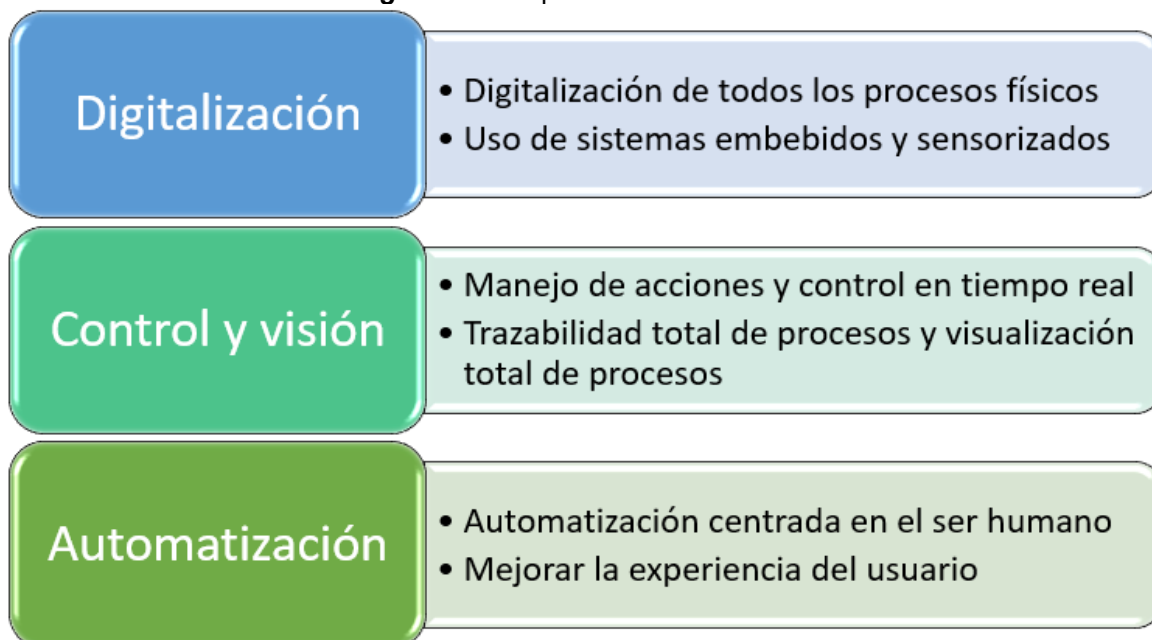 Digitalización
• Digitalización de todos los procesos físicos
• Uso de sistemas embebidos y sensorizados
Control y visión
• Manejo de acciones y control en tiempo real
• Trazabilidad total de procesos y visualización
total de procesos
Automatización
• Automatización centrada en el ser humano
• Mejorar la experiencia del usuario